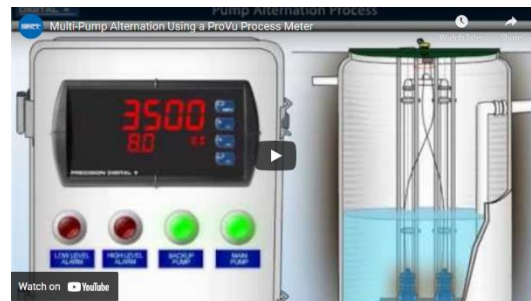 DIGITAL +
Pump Alternation Process
Multi-Pump Alternation Using a ProVu Process Meter
Watch later
Share
3500
8.0
PRECISION DIGITAL +
LOW LEVEL ALARM
HIGH LEVEL ALARM
BACKUP PUMP
MAIN PUMP
Watch on YouTube